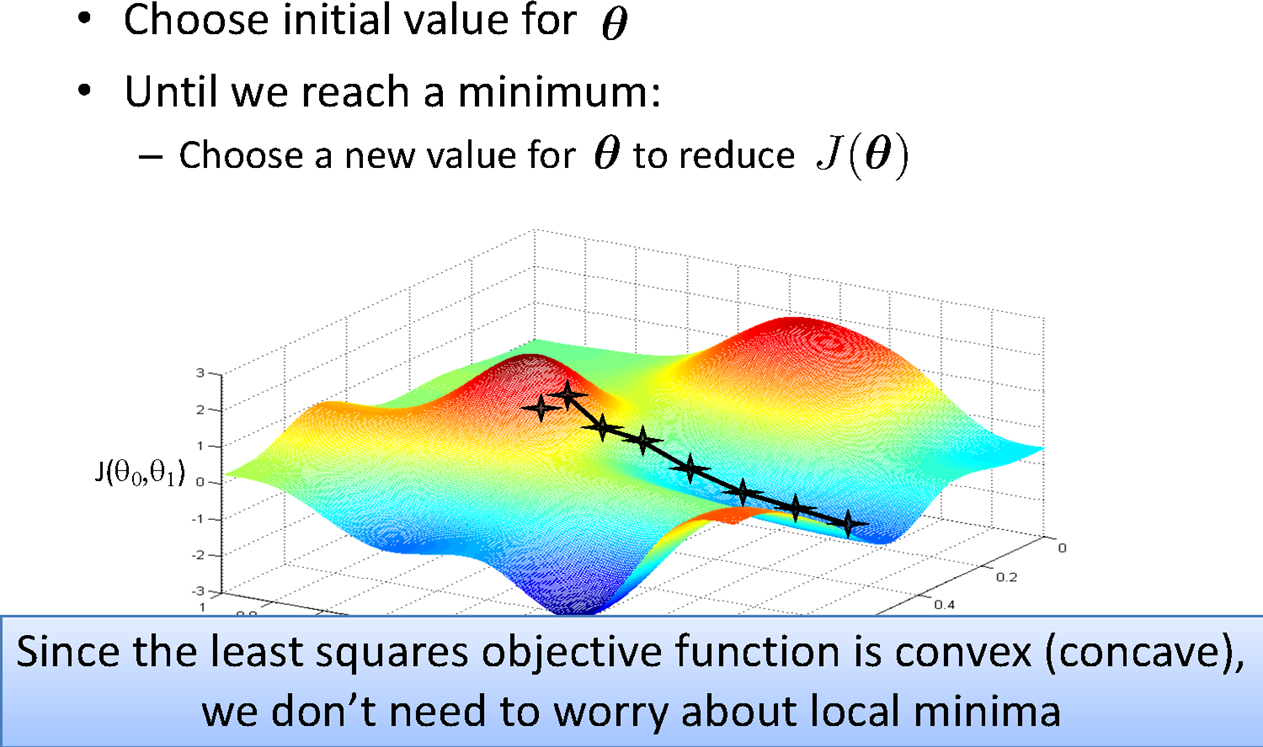 • Choose initial value for θ
• Until we reach a minimum:
– Choose a new value for θ to reduce J(θ)
3
2
1
J(θ₀,θ₁) 0
-1
-2
-3
1
0
0.2
0.4
Since the least squares objective function is convex (concave),
we don’t need to worry about local minima